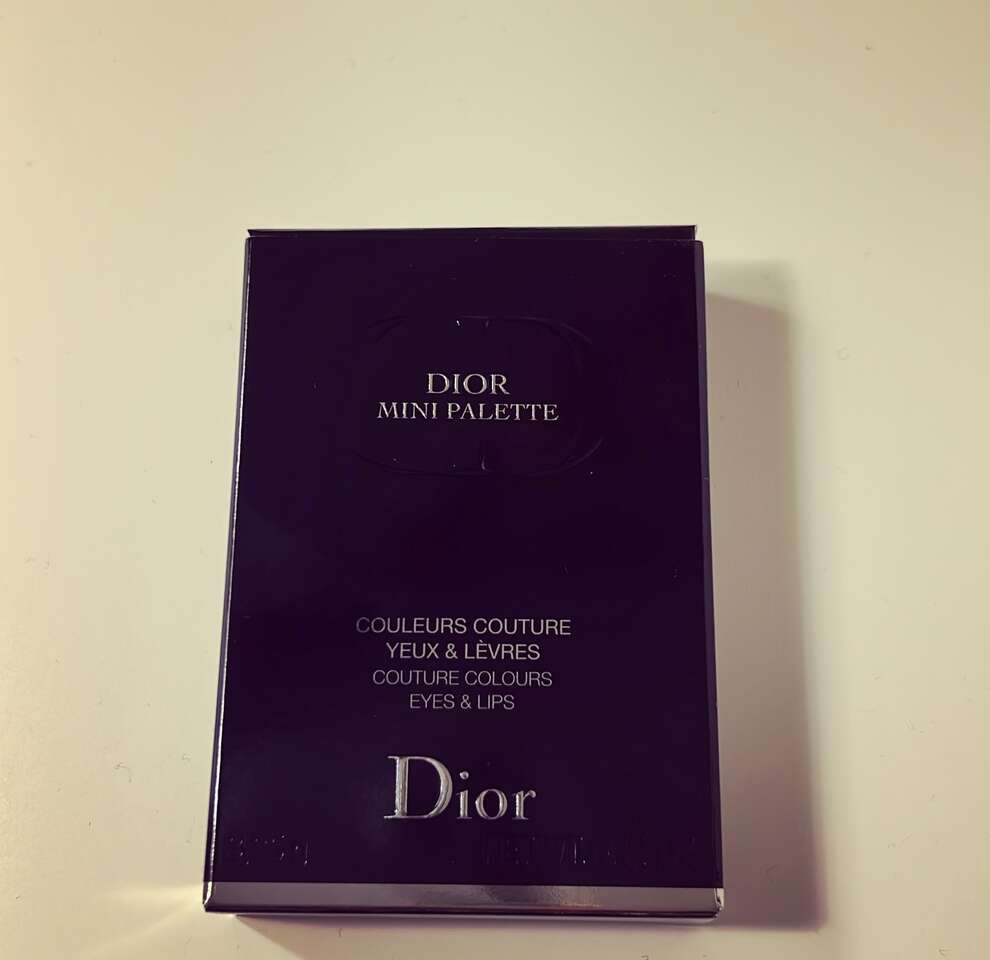 DIOR
MINI PALETTE
COULEURS COUTURE
YEUX & LÈVRES
COUTURE COLOURS
EYES & LIPS
Dior